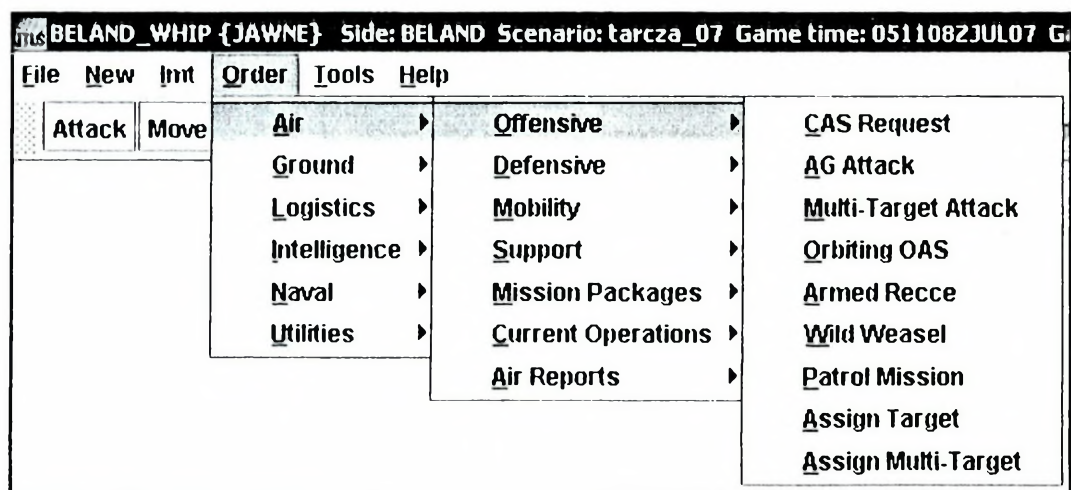 BELAND_WHIP {JAWNE} Side: BELAND Scenario: tarcza_07 Game time: 051108ZJUL07
File New Imt Order Tools Help
Attack Move
Air
Ground
Logistics
Intelligence
Naval
Utilities
Offensive
Defensive
Mobility
Support
Mission Packages
Current Operations
Air Reports
CAS Request
AG Attack
Multi-Target Attack
Orbiting OAS
Armed Recce
Wild Weasel
Patrol Mission
Assign Target
Assign Multi-Target